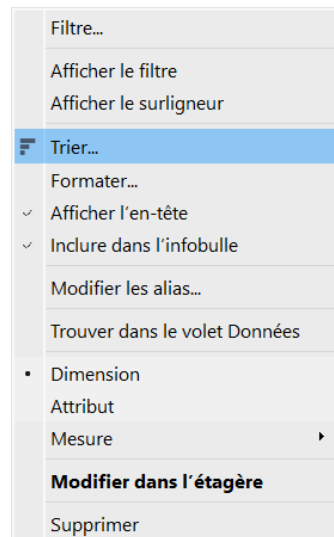 Filtre...
Afficher le filtre
Afficher le surligneur
Trier...
Formater...
Afficher l'en-tête
Inclure dans l'infobulle
Modifier les alias...
Trouver dans le volet Données
Dimension
Attribut
Mesure
Modifier dans l'étagère
Supprimer